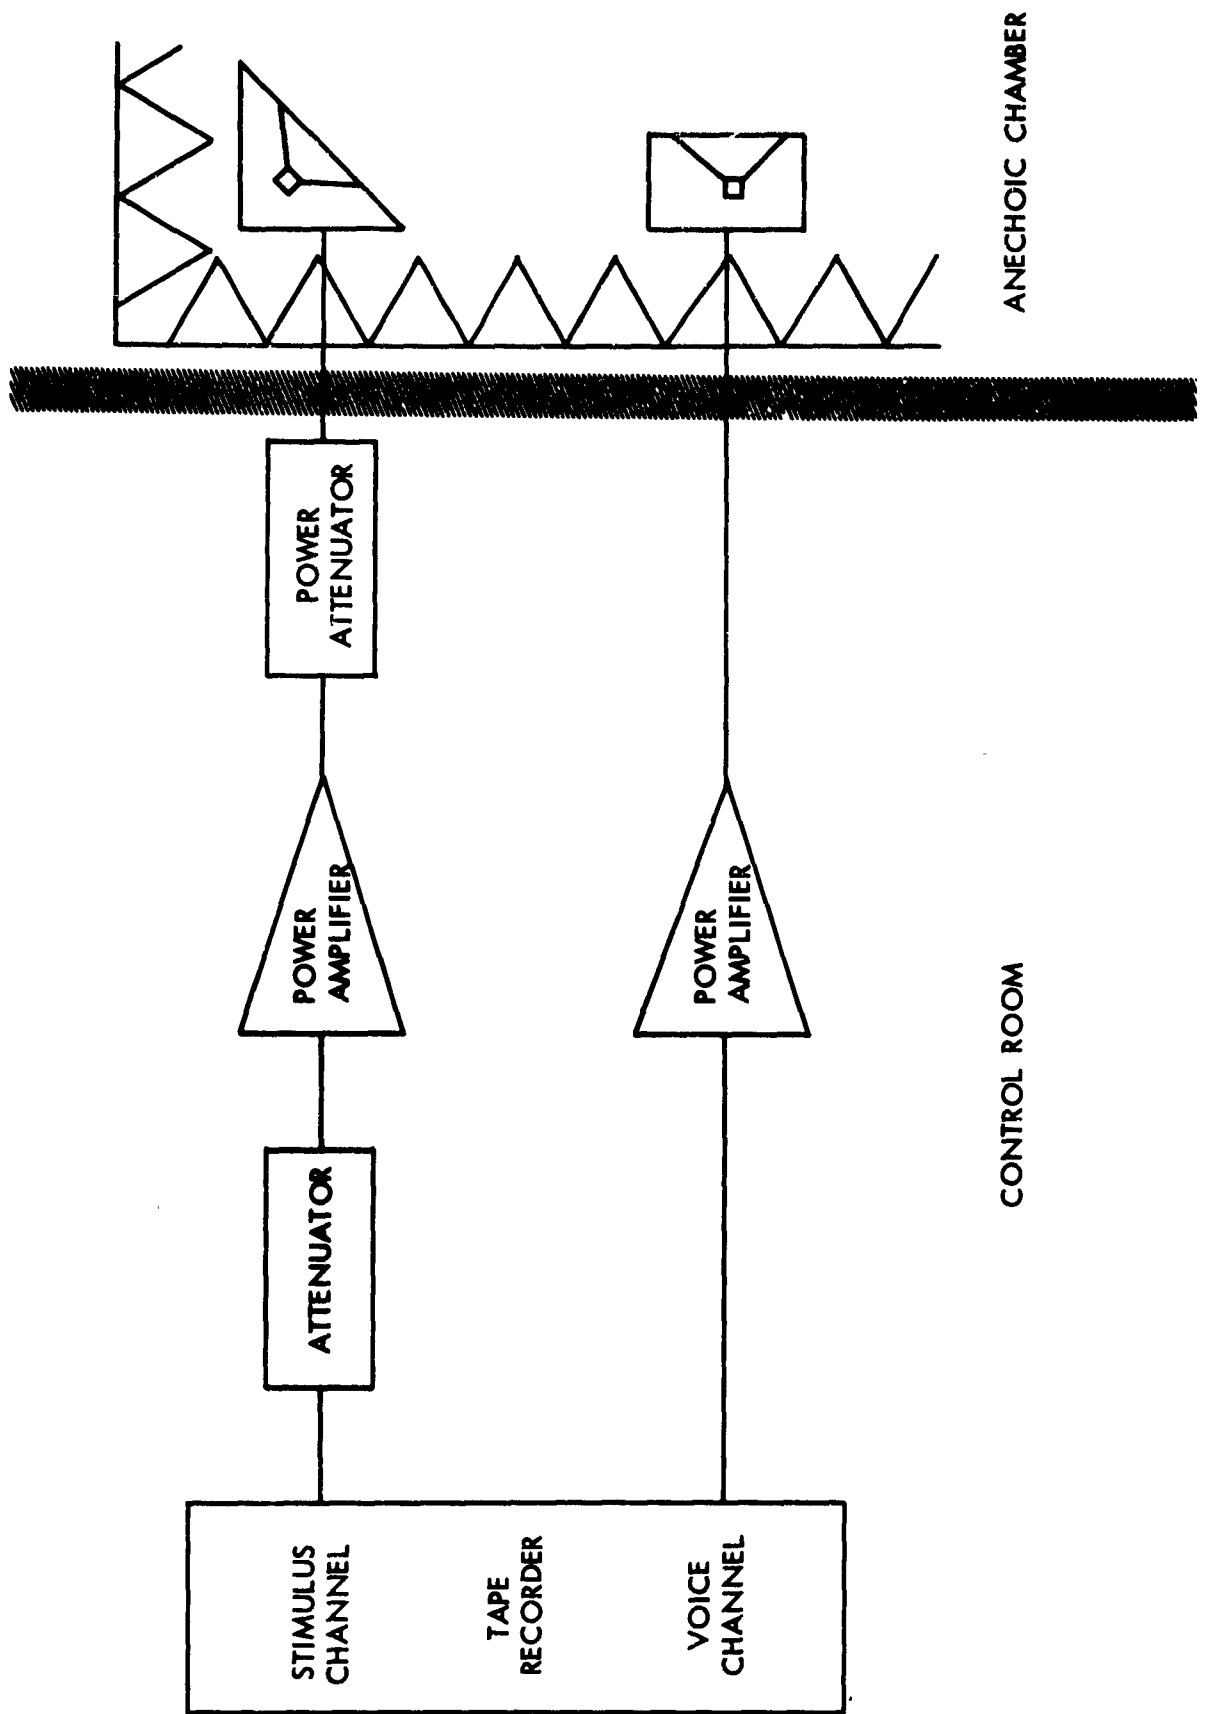 STIMULUS
CHANNEL
TAPE
RECORDER
VOICE
CHANNEL
ATTENUATOR
POWER
AMPLIFIER
POWER
ATTENUATOR
POWER
AMPLIFIER
CONTROL ROOM
ANECHOIC CHAMBER